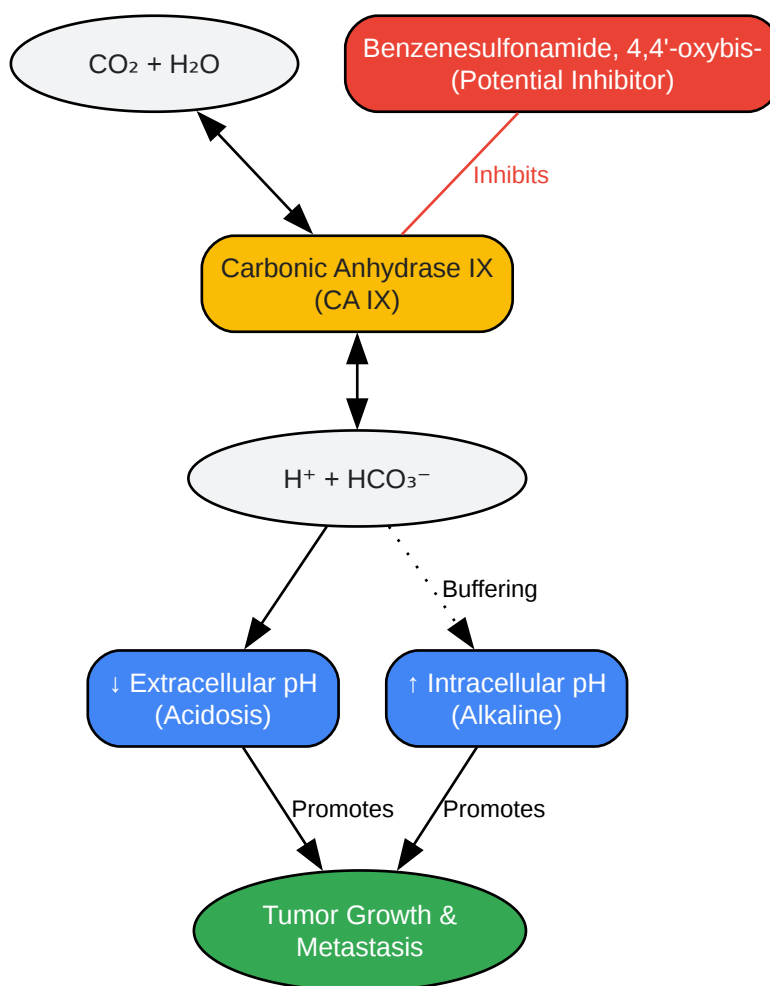 CO₂ + H₂O
Benzenesulfonamide, 4,4'-oxybis-
(Potential Inhibitor)
Inhibits
Carbonic Anhydrase IX
(CA IX)
H⁺ + HCO₃⁻
Buffering
↓ Extracellular pH
(Acidosis)
↑ Intracellular pH
(Alkaline)
Promotes
Promotes
Tumor Growth &
Metastasis